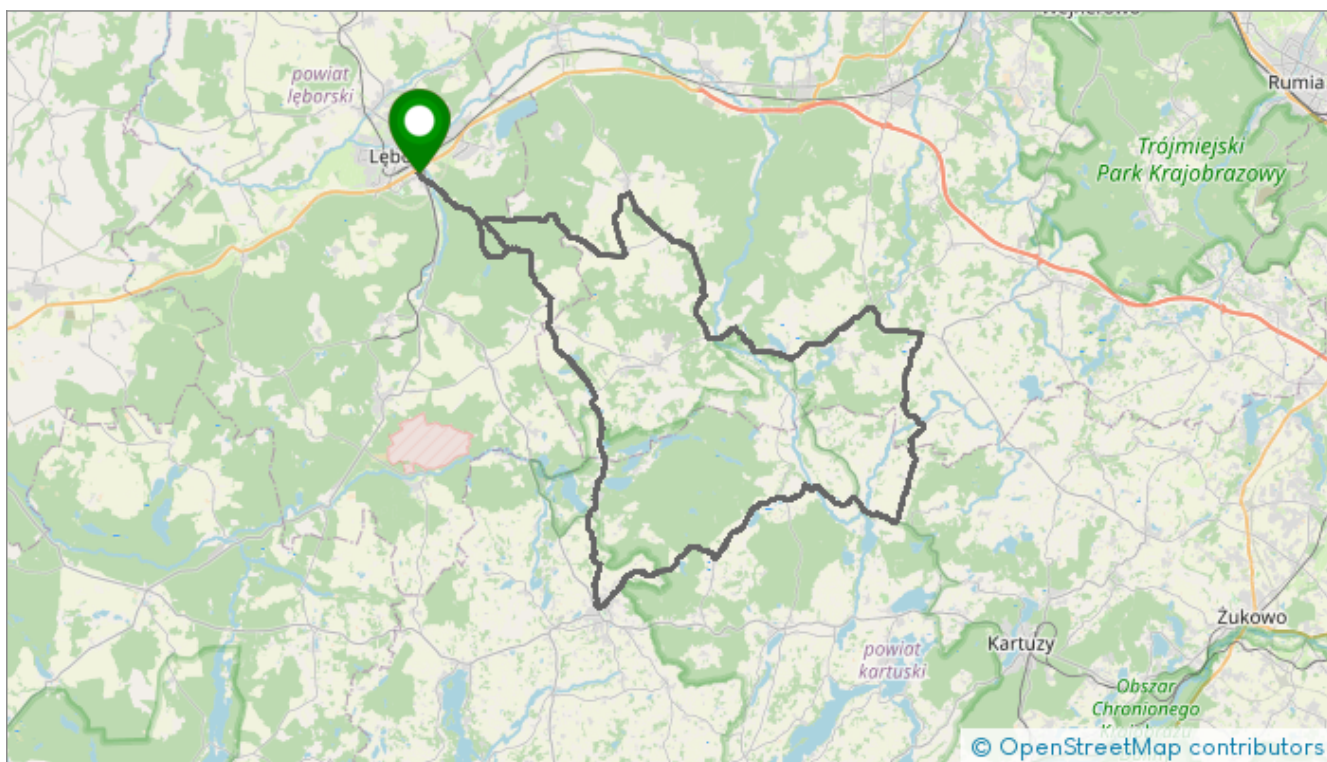 powiat
lęborski
Rumia
Trójmiejski
Park Krajobrazowy
powiat
kartuski
Kartuzy
Żukowo
Obszar
Chronionego
© OpenStreetMap contributors